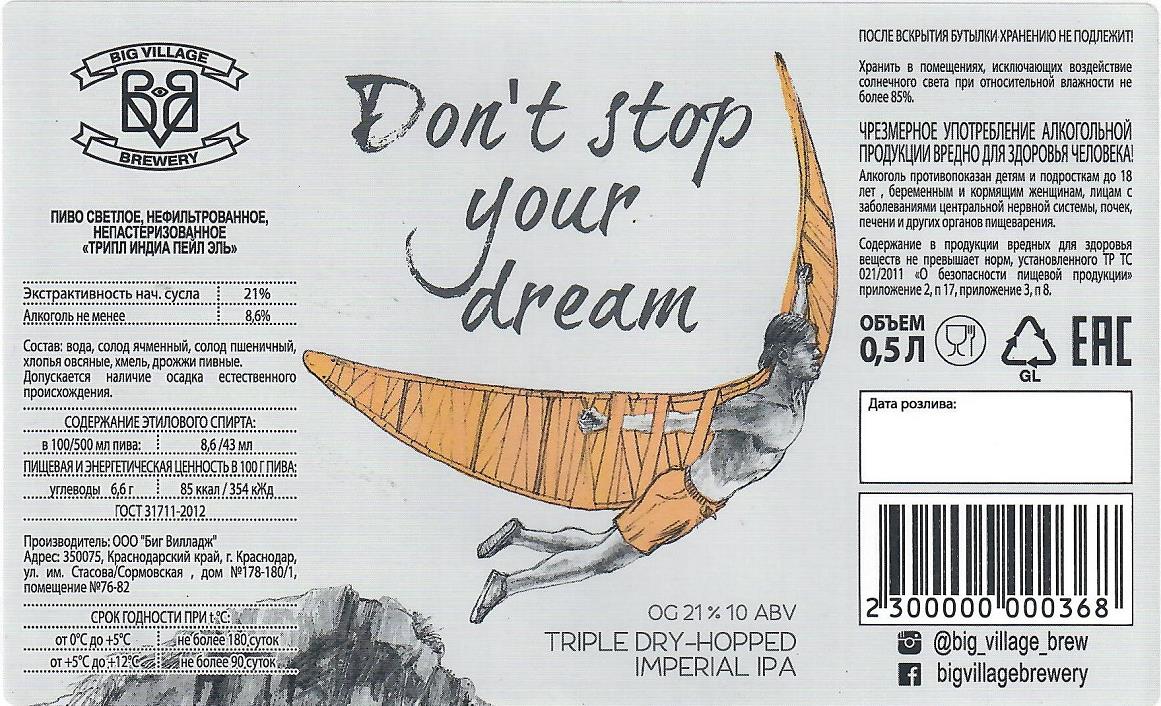 BIG VILLAGE
BREWERY
ПИВО СВЕТЛОЕ, НЕФИЛЬТРОВАННОЕ,
НЕПАСТЕРИЗОВАННОЕ
«ТРИПЛ ИНДИА ПЕЙЛ ЭЛЬ»
Экстрактивность нач. сусла 21%
Алкоголь не менее 8,6%
Состав: вода, солод ячменный, солод пшеничный,
хлопья овсяные, хмель, дрожжи пивные.
Допускается наличие осадка естественного
происхождения.
СОДЕРЖАНИЕ ЭТИЛОВОГО СПИРТА:
в 100/500 мл пива: 8,6 /43 мл
ПИЩЕВАЯ И ЭНЕРГЕТИЧЕСКАЯ ЦЕННОСТЬ В 100 Г ПИВА:
углеводы 6,6 г 85 ккал / 354 кЖд
ГОСТ 31711-2012
Производитель: ООО "Биг Вилладж"
Адрес: 350075, Краснодарский край, г. Краснодар,
ул. им. Стасова/Сормовская , дом №178-180/1,
помещение №76-82
СРОК ГОДНОСТИ ПРИ t,°C:
от 0°C до +5°C не более 180 суток
от +5°C до +12°C не более 90 суток
Don't stop
your
dream
OG 21% 10 ABV
TRIPLE DRY-HOPPED
IMPERIAL IPA
ПОСЛЕ ВСКРЫТИЯ БУТЫЛКИ ХРАНЕНИЮ НЕ ПОДЛЕЖИТ!
Хранить в помещениях, исключающих воздействие
солнечного света при относительной влажности не
более 85%.
ЧРЕЗМЕРНОЕ УПОТРЕБЛЕНИЕ АЛКОГОЛЬНОЙ
ПРОДУКЦИИ ВРЕДНО ДЛЯ ЗДОРОВЬЯ ЧЕЛОВЕКА!
Алкоголь противопоказан детям и подросткам до 18
лет , беременным и кормящим женщинам, лицам с
заболеваниями центральной нервной системы, почек,
печени и других органов пищеварения.
Содержание в продукции вредных для здоровья
веществ не превышает норм, установленного ТР ТС
021/2011 «О безопасности пищевой продукции»
приложение 2, п 17, приложение 3, п 8.
ОБЪЕМ
0,5 Л
GL
EAC
Дата розлива:
2 300000 000368
@big_village_brew
bigvillagebrewery